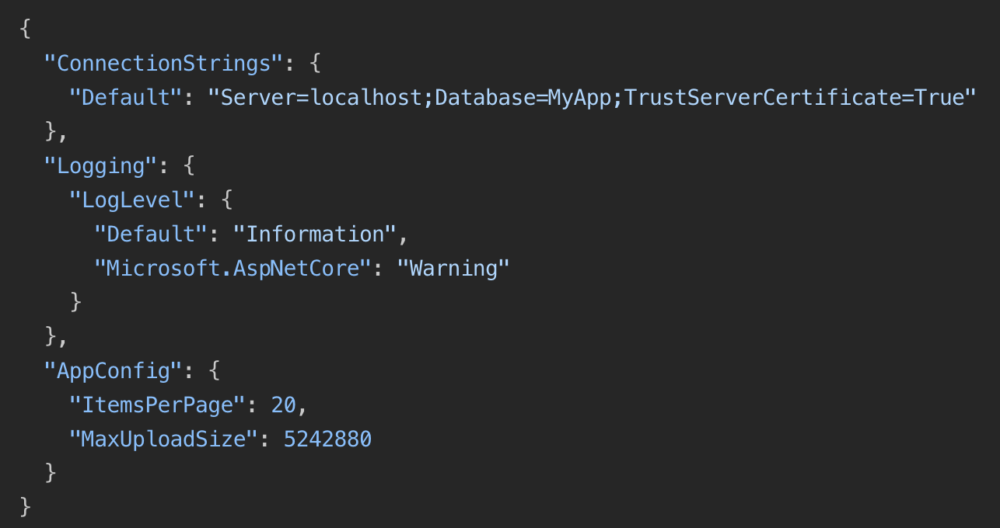 {
  "ConnectionStrings": {
    "Default": "Server=localhost;Database=MyApp;TrustServerCertificate=True"
  },
  "Logging": {
    "LogLevel": {
      "Default": "Information",
      "Microsoft.AspNetCore": "Warning"
    }
  },
  "AppConfig": {
    "ItemsPerPage": 20,
    "MaxUploadSize": 5242880
  }
}